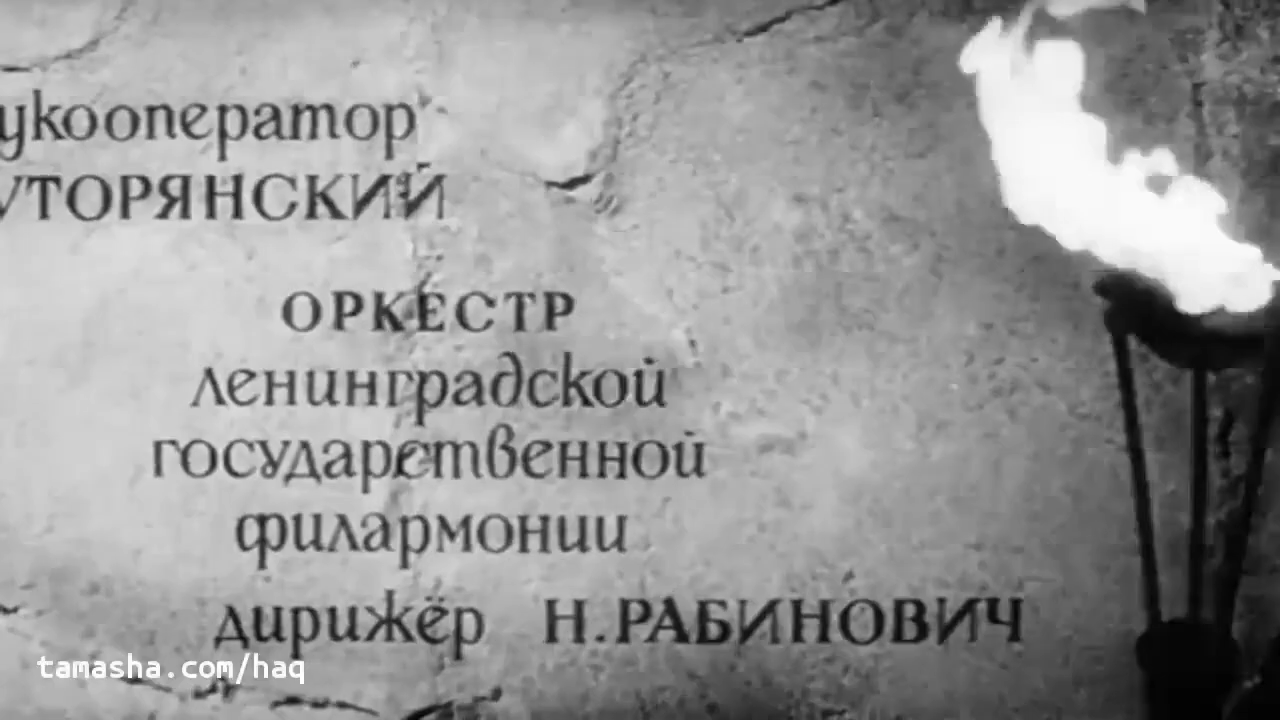 укооператор
УТОРЯНСКИЙ
ОРКЕСТР
ленинградской
государственной
филармонии
дирижёр Н.РАБИНОВИЧ
tamasha.com/haq